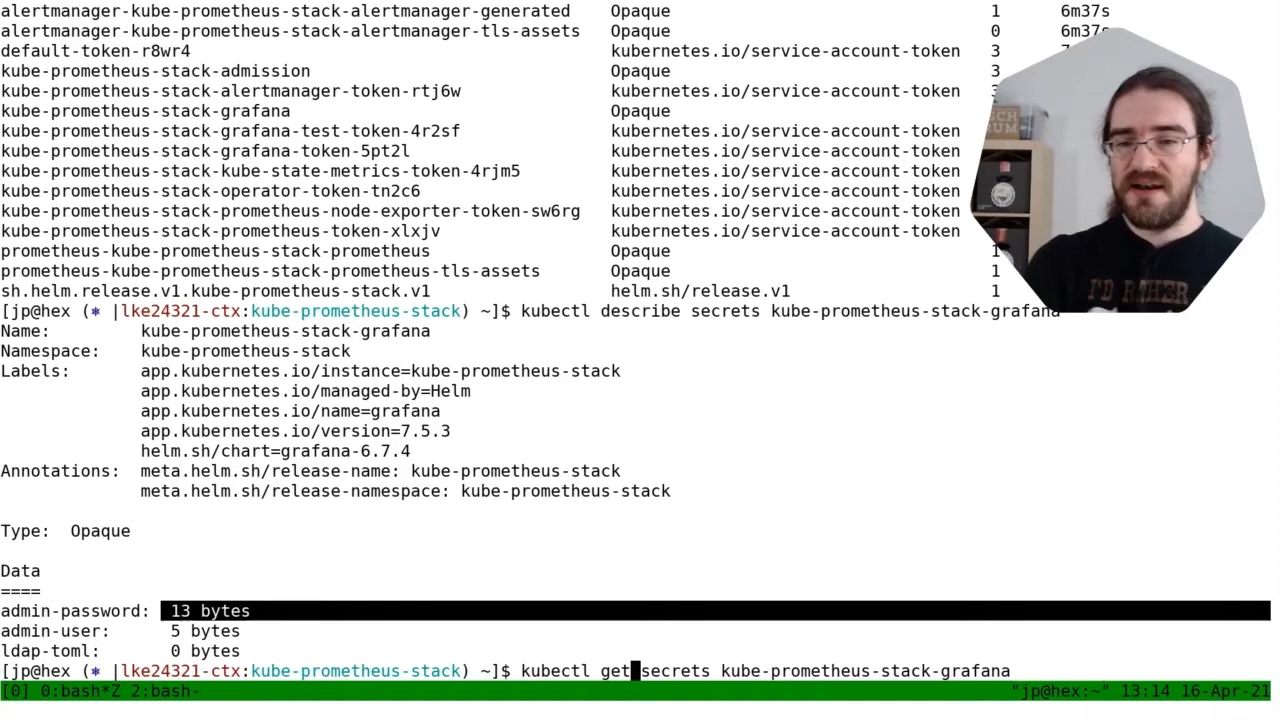 alertmanager-kube-prometheus-stack-alertmanager-generated Opaque 1 6m37s
alertmanager-kube-prometheus-stack-alertmanager-tls-assets Opaque 0 6m37s
default-token-r8wr4 kubernetes.io/service-account-token 3
kube-prometheus-stack-admission Opaque 3
kube-prometheus-stack-alertmanager-token-rtj6w kubernetes.io/service-account-token 3
kube-prometheus-stack-grafana Opaque
kube-prometheus-stack-grafana-test-token-4r2sf kubernetes.io/service-account-token
kube-prometheus-stack-grafana-token-5pt2l kubernetes.io/service-account-token
kube-prometheus-stack-kube-state-metrics-token-4rjm5 kubernetes.io/service-account-token
kube-prometheus-stack-operator-token-tn2c6 kubernetes.io/service-account-token
kube-prometheus-stack-prometheus-node-exporter-token-sw6rg kubernetes.io/service-account-token
kube-prometheus-stack-prometheus-token-xlxjv kubernetes.io/service-account-token
prometheus-kube-prometheus-stack-prometheus Opaque 1
prometheus-kube-prometheus-stack-prometheus-tls-assets Opaque 1
sh.helm.release.v1.kube-prometheus-stack.v1 helm.sh/release.v1 1
[jp@hex (⎈ |lke24321-ctx:kube-prometheus-stack) ~]$ kubectl describe secrets kube-prometheus-stack-grafana
Name: kube-prometheus-stack-grafana
Namespace: kube-prometheus-stack
Labels: app.kubernetes.io/instance=kube-prometheus-stack
app.kubernetes.io/managed-by=Helm
app.kubernetes.io/name=grafana
app.kubernetes.io/version=7.5.3
helm.sh/chart=grafana-6.7.4
Annotations: meta.helm.sh/release-name: kube-prometheus-stack
meta.helm.sh/release-namespace: kube-prometheus-stack
Type: Opaque
Data
====
admin-password: 13 bytes
admin-user: 5 bytes
ldap-toml: 0 bytes
[jp@hex (⎈ |lke24321-ctx:kube-prometheus-stack) ~]$ kubectl get secrets kube-prometheus-stack-grafana
[0] 0:bash*Z 2:bash- "jp@hex:~" 13:14 16-Apr-21
I'D RATHER